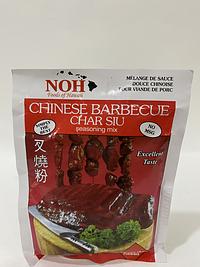 NOH
Foods of Hawaii
MÉLANGE DE SAUCE
DOUCE CHINOISE
POUR VIANDE DE PORC
CHINESE BARBECUE
CHAR SIU
seasoning mix
NO
MSG
叉燒粉
Excellent
Taste